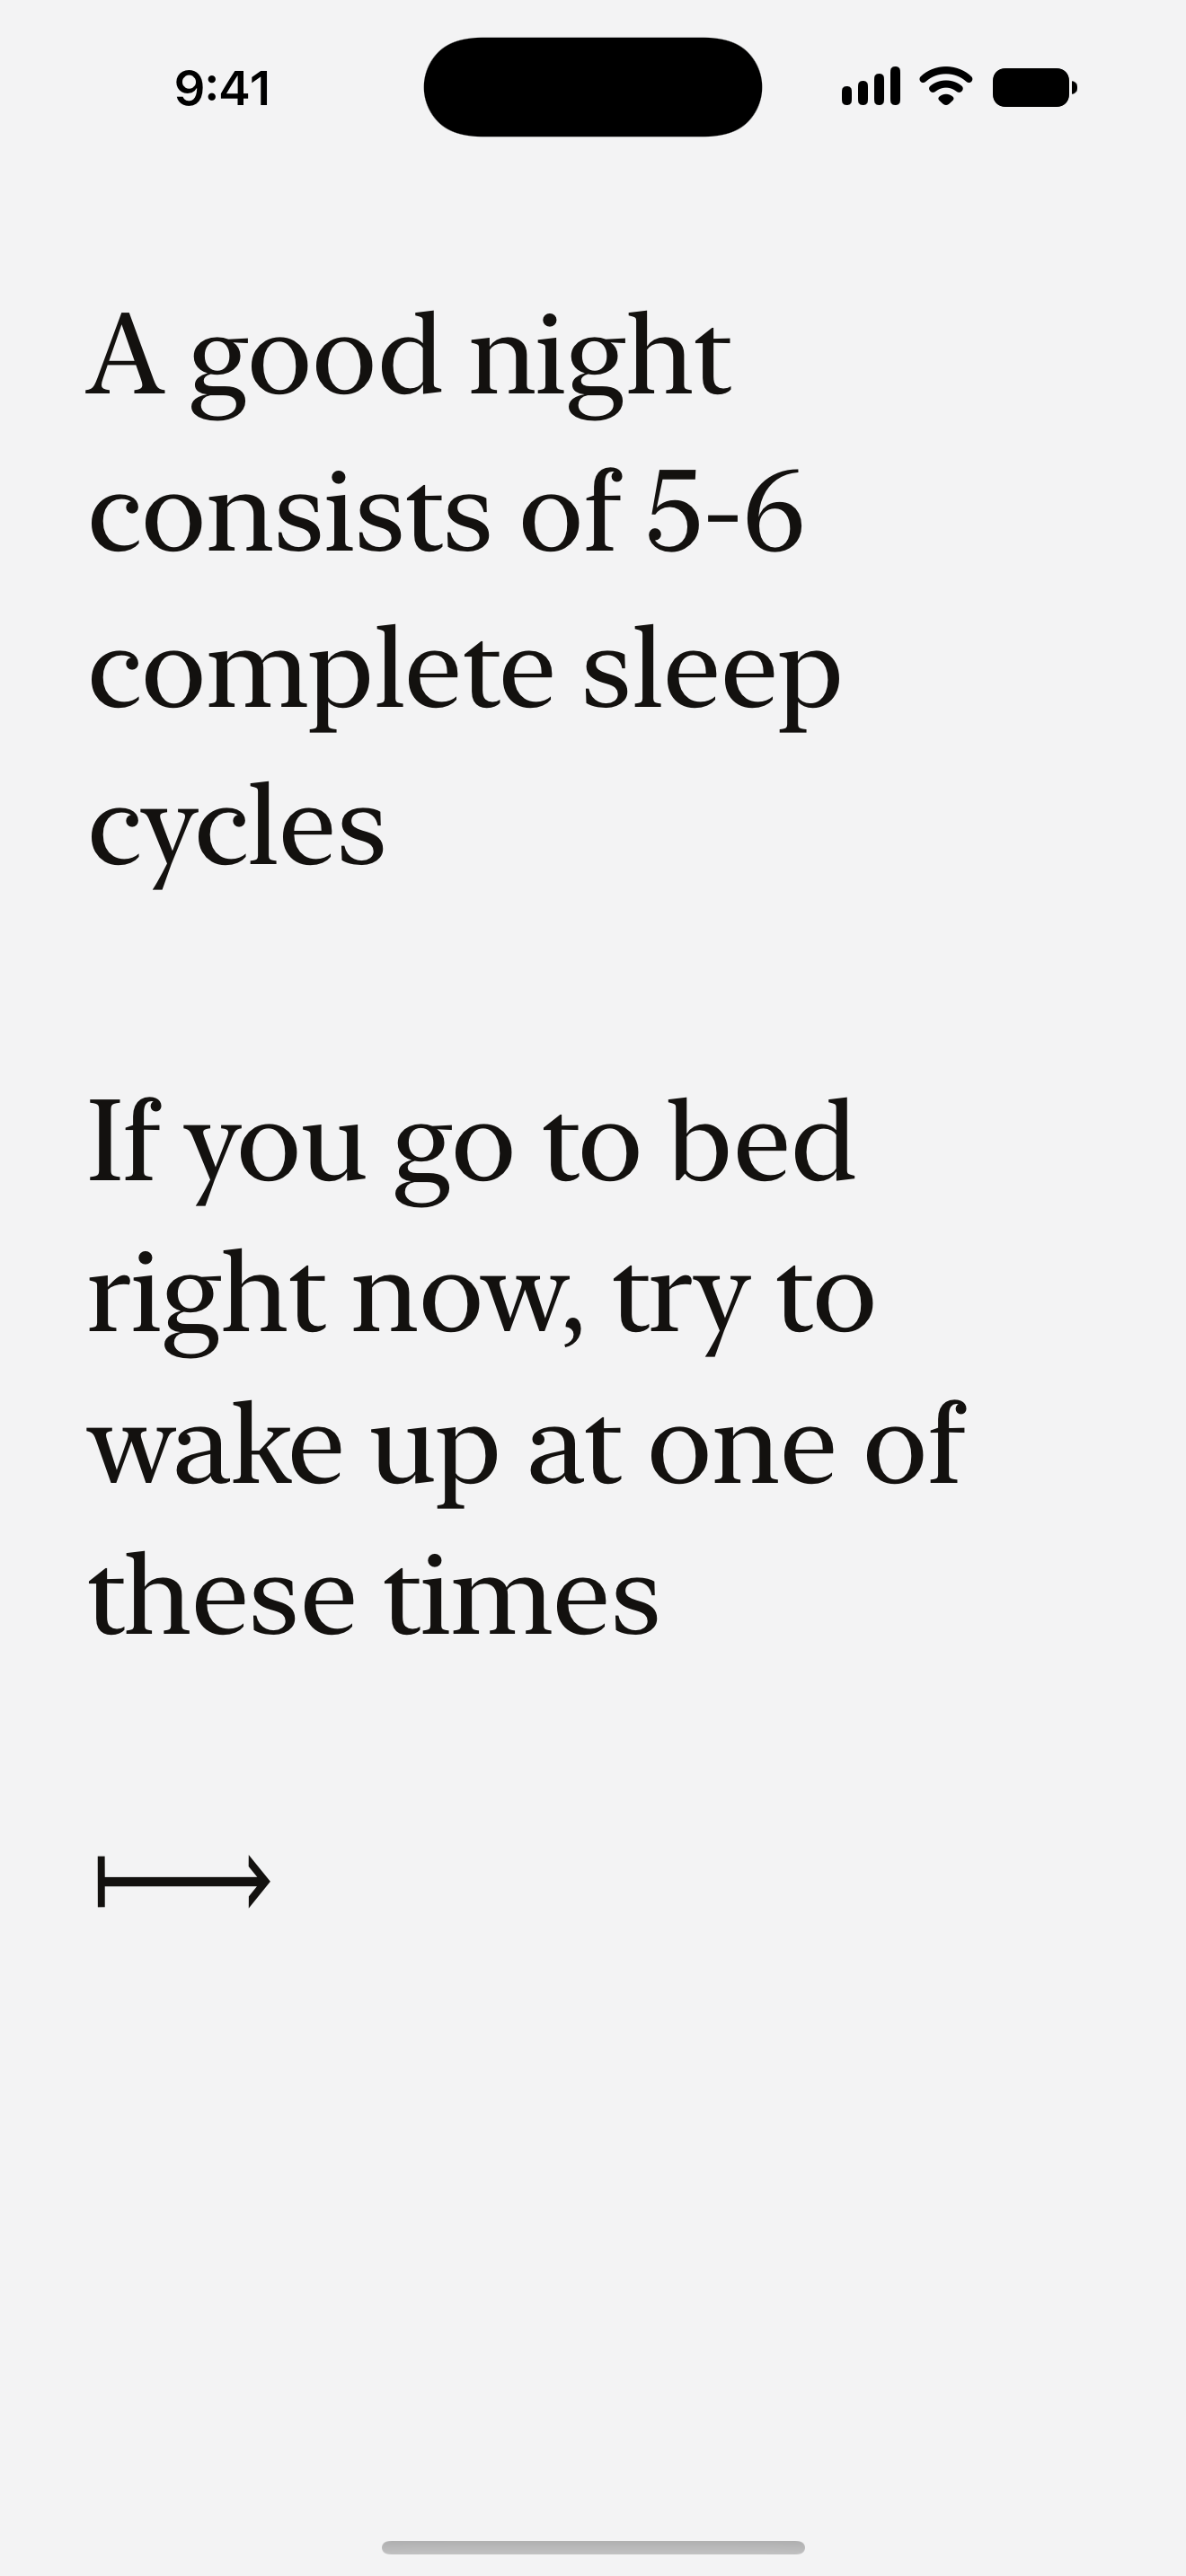 9:41
A good night
consists of 5-6
complete sleep
cycles
If you go to bed
right now, try to
wake up at one of
these times